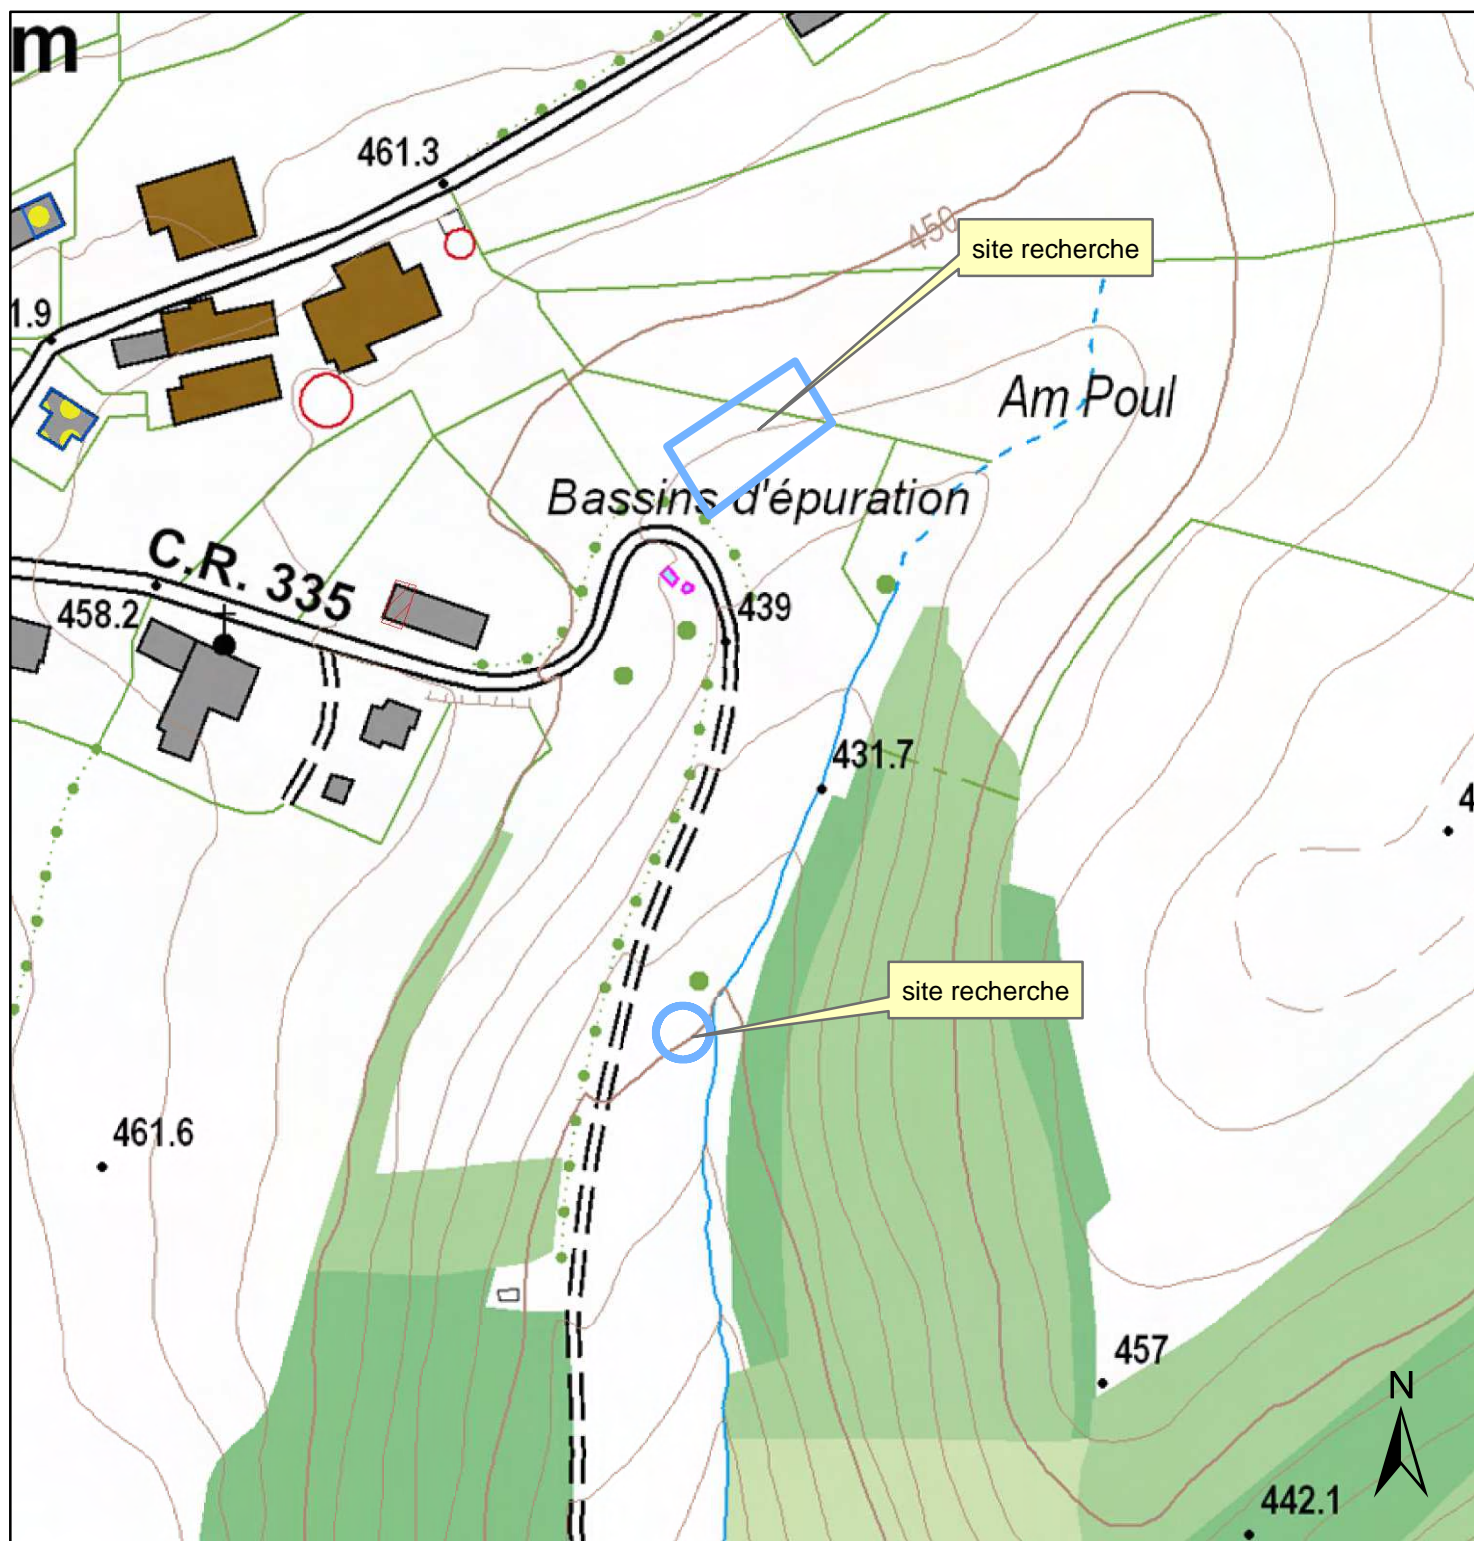 m
461.3
450
site recherche
1.9
Am Poul
Bassins d'épuration
C.R. 335
458.2
439
431.7
4
site recherche
461.6
457
N
442.1